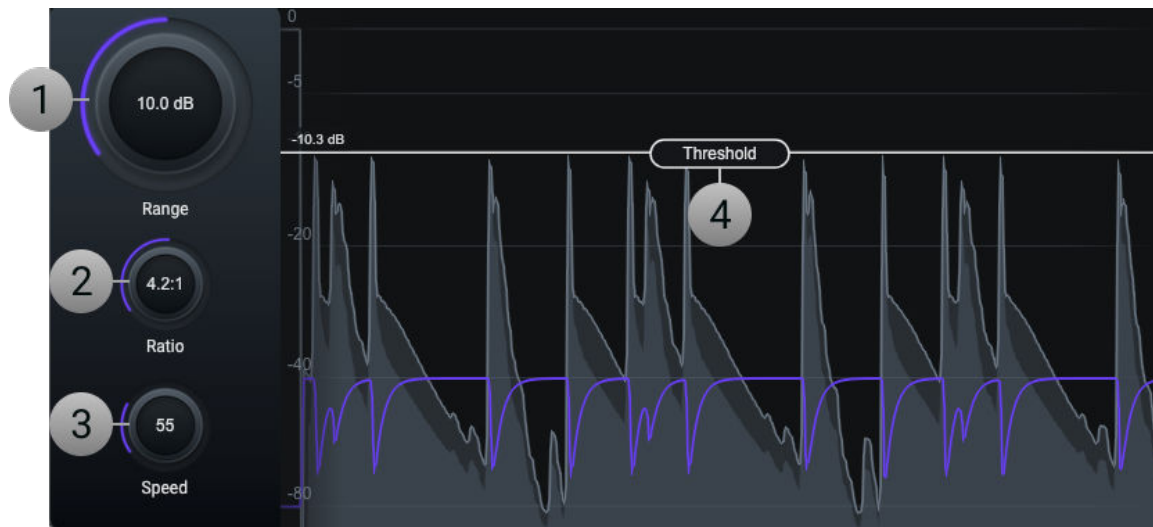 1
10.0 dB
Range
2
4.2:1
Ratio
3
55
Speed
0
-5
-10.3 dB
Threshold
4
-20
-40
-80